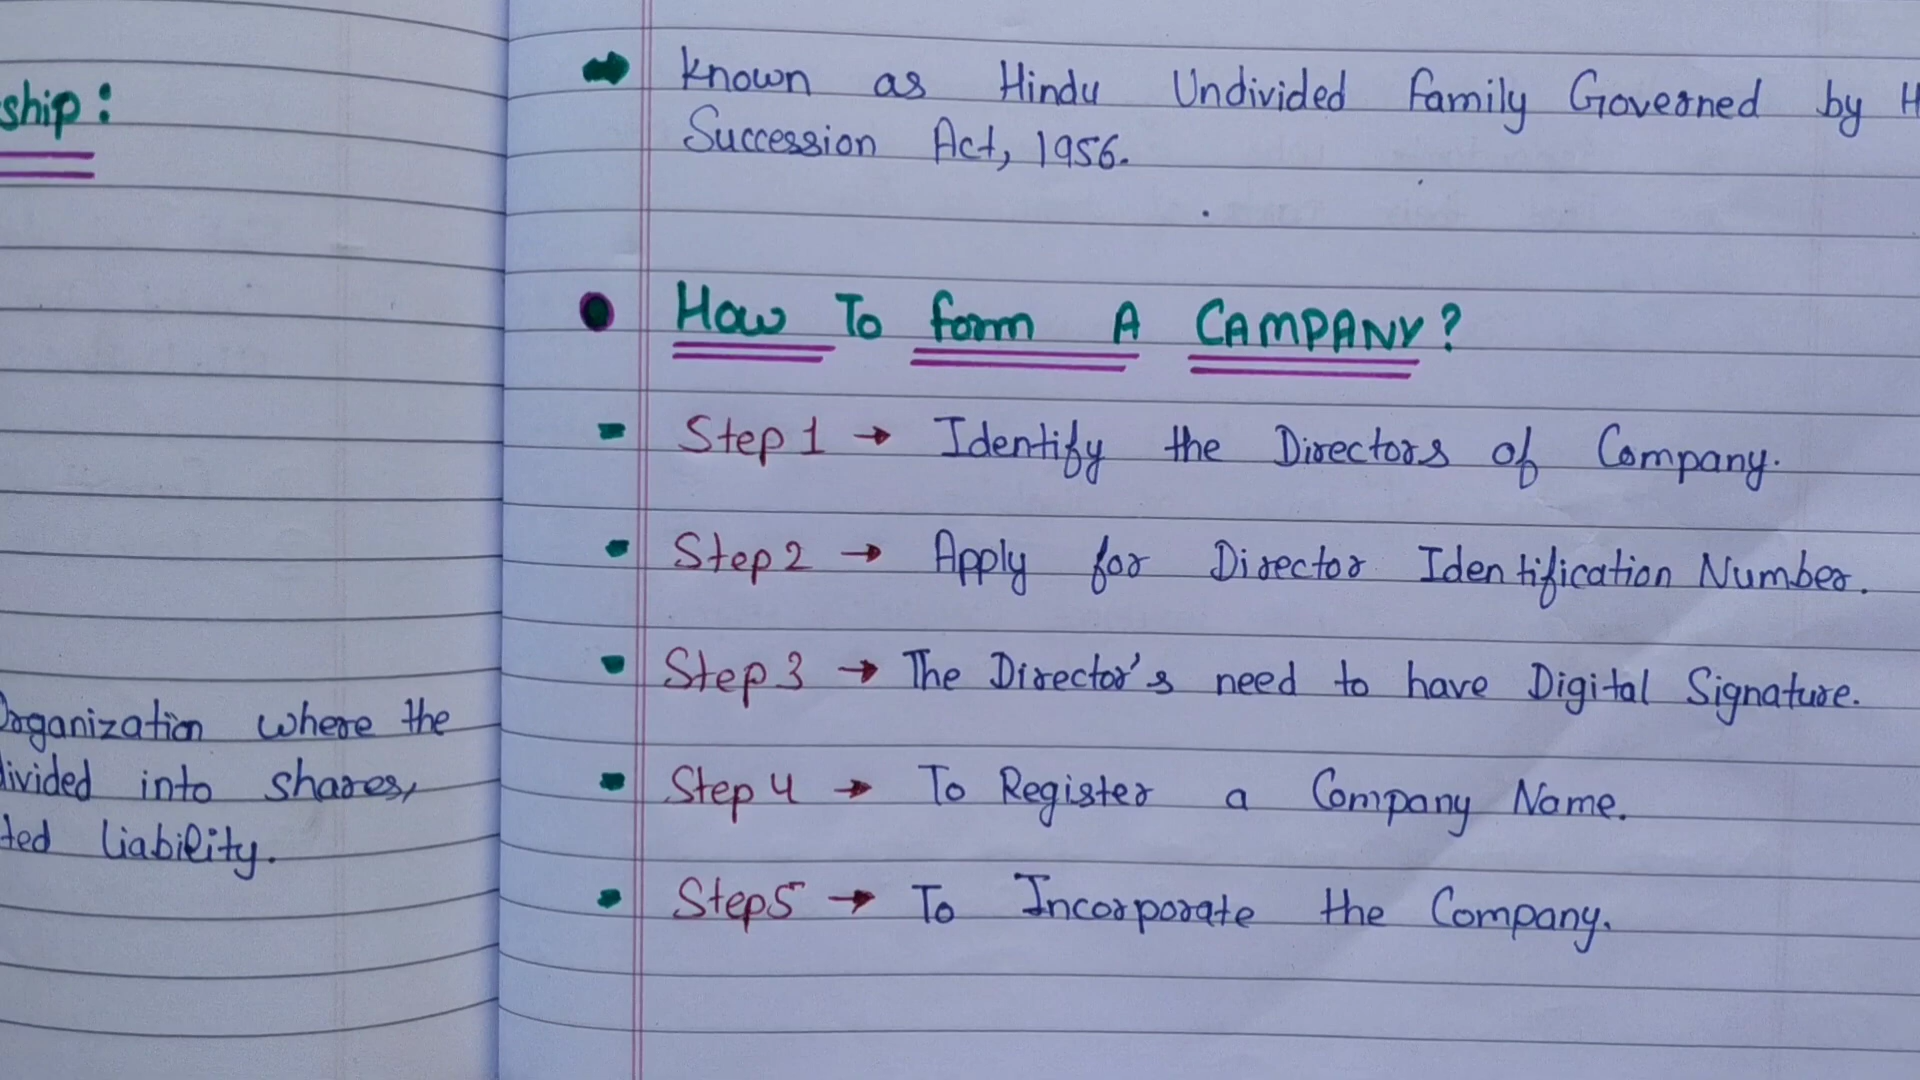 ship:
Organization where the
divided into shares,
ted liability.
known as Hindu Undivided family Governed by H
Succession Act, 1956.
How To form A CAMPANY?
Step 1 → Identify the Directors of Company.
Step 2 → Apply for Director Identification Number.
Step 3 → The Director's need to have Digital Signature.
Step 4 → To Register a Company Name.
Step 5 → To Incorporate the Company.